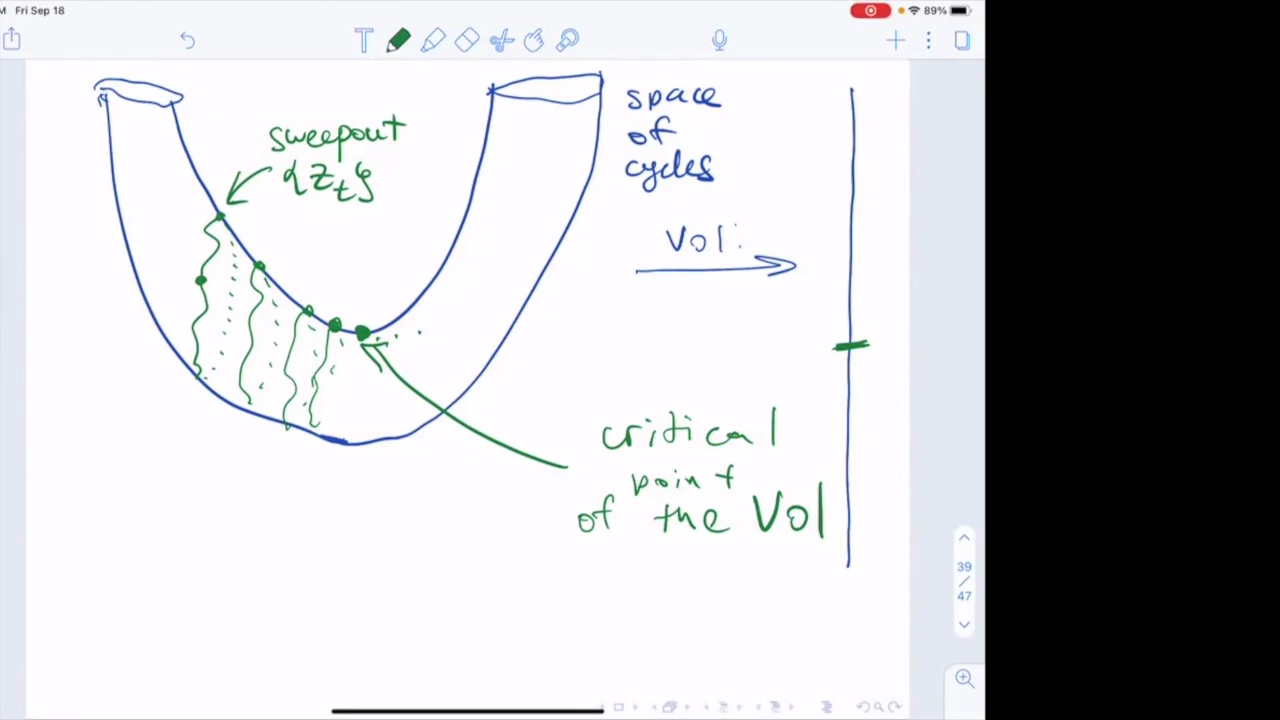 M Fri Sep 18
89%
T
sweepout
{Z_t}
space
of
cycles
Vol:
critical
point
of the Vol
39
/
47